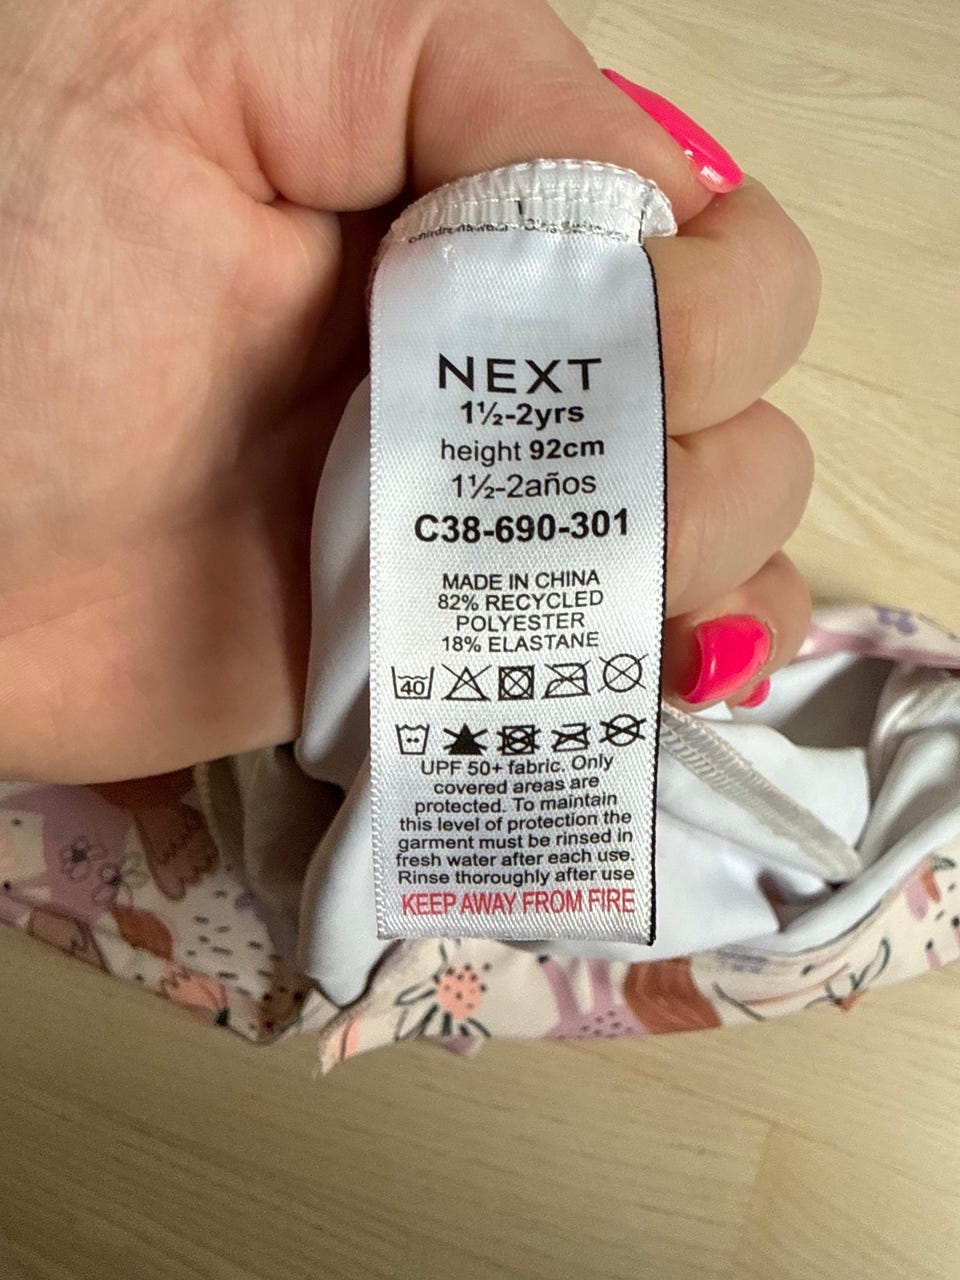 NEXT
1½-2yrs
height 92cm
1½-2años
C38-690-301
MADE IN CHINA
82% RECYCLED
POLYESTER
18% ELASTANE
40
UPF 50+ fabric. Only
covered areas are
protected. To maintain
this level of protection the
garment must be rinsed in
fresh water after each use.
Rinse thoroughly after use
KEEP AWAY FROM FIRE